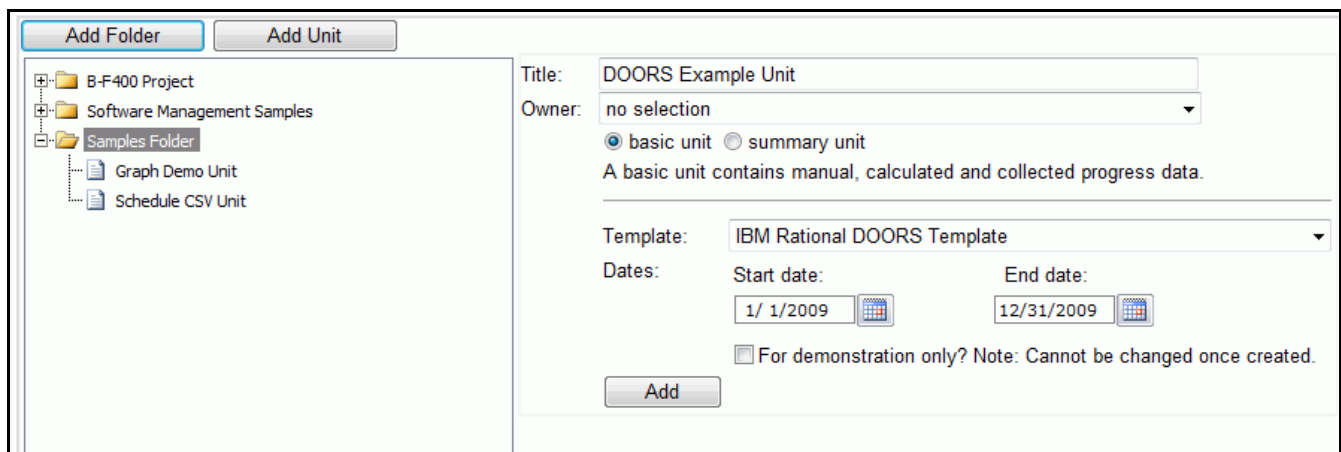 Add Folder
Add Unit
B-F400 Project
Software Management Samples
Samples Folder
Graph Demo Unit
Schedule CSV Unit
Title: DOORS Example Unit
Owner: no selection
basic unit summary unit
A basic unit contains manual, calculated and collected progress data.
Template: IBM Rational DOORS Template
Dates: Start date: End date:
1/ 1/2009 12/31/2009
For demonstration only? Note: Cannot be changed once created.
Add